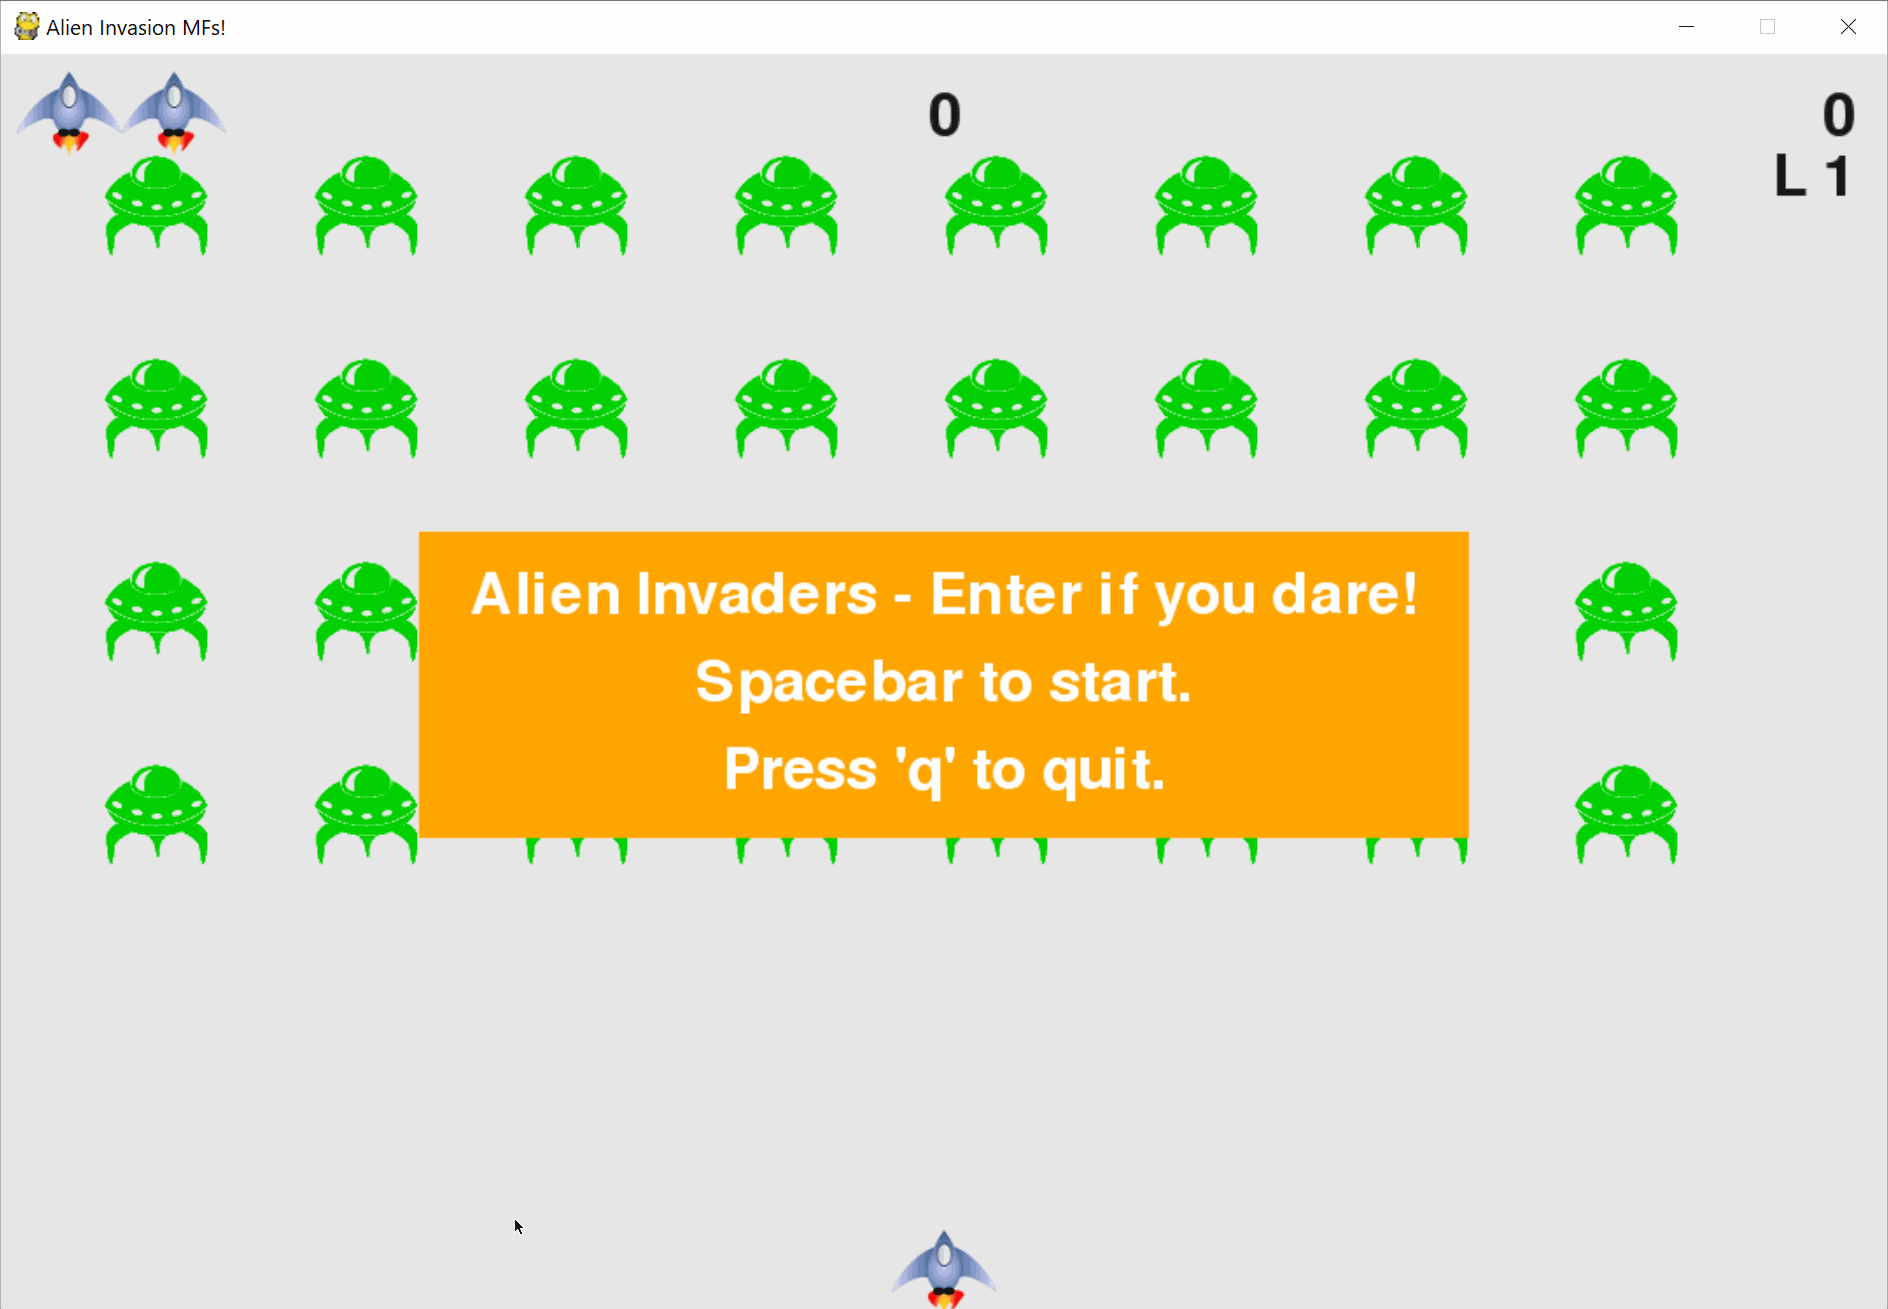 Alien Invasion MFs!
0
0
L 1
Alien Invaders - Enter if you dare!
Spacebar to start.
Press 'q' to quit.